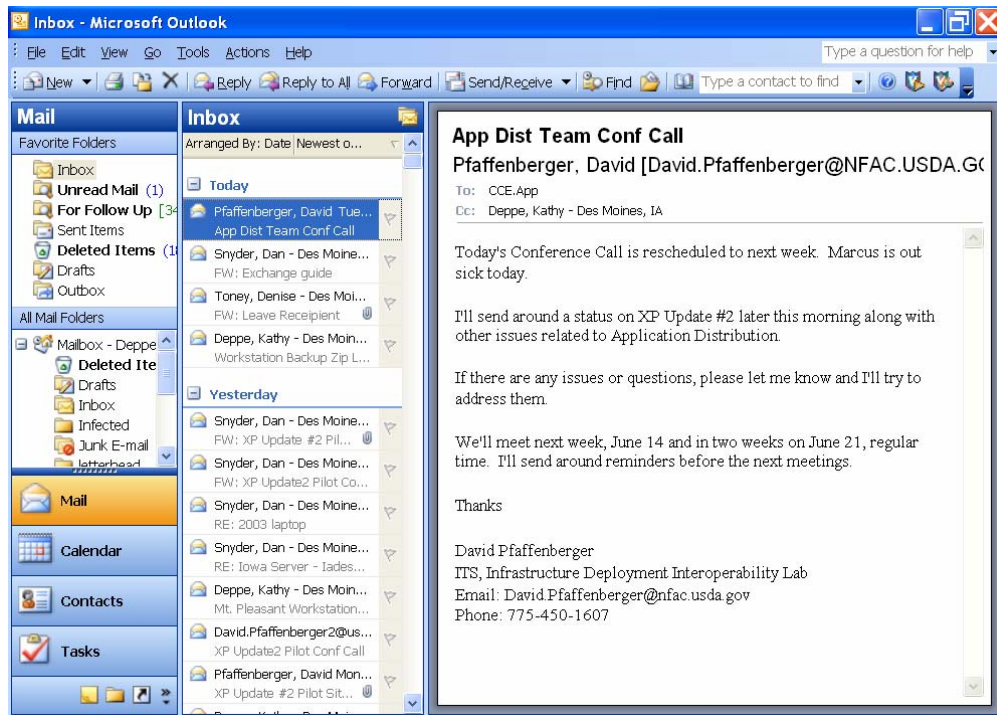 Inbox - Microsoft Outlook
File Edit View Go Tools Actions Help
Type a question for help
New Reply Reply to All Forward Send/Receive Find Type a contact to find
Mail
Favorite Folders
Inbox
Unread Mail (1)
For Follow Up [34
Sent Items
Deleted Items (18
Drafts
Outbox
All Mail Folders
Mailbox - Deppe
Deleted Ite
Drafts
Inbox
Infected
Junk E-mail
letterhead
Mail
Calendar
Contacts
Tasks
Inbox
Arranged By: Date Newest o...
Today
Pfaffenberger, David Tue...
App Dist Team Conf Call
Snyder, Dan - Des Moine...
FW: Exchange guide
Toney, Denise - Des Moi...
FW: Leave Receipient
Deppe, Kathy - Des Moine...
Workstation Backup Zip L...
Yesterday
Snyder, Dan - Des Moine...
FW: XP Update #2 Pil...
Snyder, Dan - Des Moine...
FW: XP Update2 Pilot Co...
Snyder, Dan - Des Moine...
RE: 2003 laptop
Snyder, Dan - Des Moine...
RE: Iowa Server - Iades...
Deppe, Kathy - Des Moin...
Mt. Pleasant Workstation...
David.Pfaffenberger2@us...
XP Update2 Pilot Conf Call
Pfaffenberger, David Mon...
XP Update #2 Pilot Sit...
App Dist Team Conf Call
Pfaffenberger, David [David.Pfaffenberger@NFAC.USDA.GO
To: CCE.App
Cc: Deppe, Kathy - Des Moines, IA
Today's Conference Call is rescheduled to next week. Marcus is out
sick today.
I'll send around a status on XP Update #2 later this morning along with
other issues related to Application Distribution.
If there are any issues or questions, please let me know and I'll try to
address them.
We'll meet next week, June 14 and in two weeks on June 21, regular
time. I'll send around reminders before the next meetings.
Thanks
David Pfaffenberger
ITS, Infrastructure Deployment Interoperability Lab
Email: David.Pfaffenberger@nfac.usda.gov
Phone: 775-450-1607